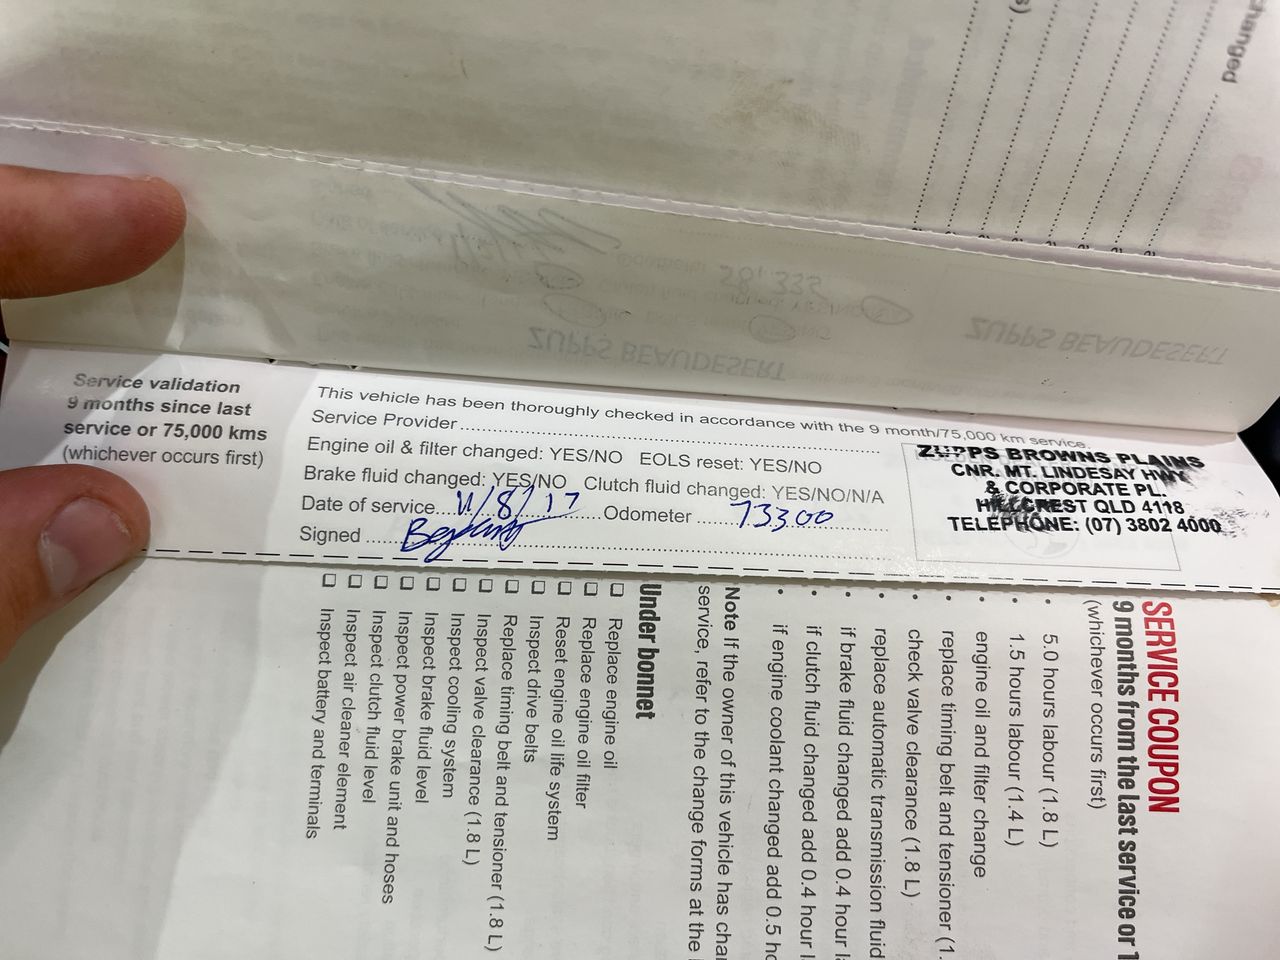 s)
changed
28,332
ZUPPS BEAUDESERT
ZUPPS BEAUDESERT
Service validation
9 months since last
service or 75,000 kms
(whichever occurs first)
This vehicle has been thoroughly checked in accordance with the 9 month/75,000 km service.
Service Provider
Engine oil & filter changed: YES/NO EOLS reset: YES/NO
Brake fluid changed: YES/NO Clutch fluid changed: YES/NO/N/A
Date of service 11/8/17 Odometer 73300
Signed
ZUPPS BROWNS PLAINS
CNR. MT. LINDESAY HWY
& CORPORATE PL.
HILLCREST QLD 4118
TELEPHONE: (07) 3802 4000
SERVICE COUPON
9 months from the last service or 1
(whichever occurs first)
• 5.0 hours labour (1.8 L)
• 1.5 hours labour (1.4 L)
• engine oil and filter change
• replace timing belt and tensioner (1.
• check valve clearance (1.8 L)
• replace automatic transmission fluid
• if brake fluid changed add 0.4 hour la
• if clutch fluid changed add 0.4 hour l
• if engine coolant changed add 0.5 ho
Note If the owner of this vehicle has cha
service, refer to the change forms at the
Under bonnet
Replace engine oil
Replace engine oil filter
Reset engine oil life system
Inspect drive belts
Replace timing belt and tensioner (1.8 L)
Inspect valve clearance (1.8 L)
Inspect cooling system
Inspect brake fluid level
Inspect power brake unit and hoses
Inspect clutch fluid level
Inspect air cleaner element
Inspect battery and terminals